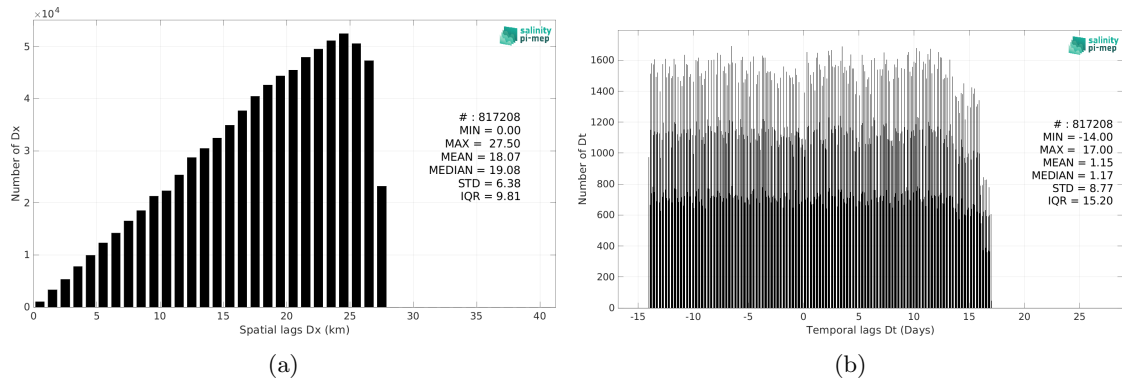 ×10⁴
salinity
pi-mep
5
4
3
2
1
0
Number of Dx
# : 817208
MIN = 0.00
MAX = 27.50
MEAN = 18.07
MEDIAN = 19.08
STD = 6.38
IQR = 9.81
0 5 10 15 20 25 30 35 40
Spatial lags Dx (km)
(a)
salinity
pi-mep
1600
1400
1200
1000
800
600
400
200
0
Number of Dt
# : 817208
MIN = -14.00
MAX = 17.00
MEAN = 1.15
MEDIAN = 1.17
STD = 8.77
IQR = 15.20
-15 -10 -5 0 5 10 15 20 25
Temporal lags Dt (Days)
(b)